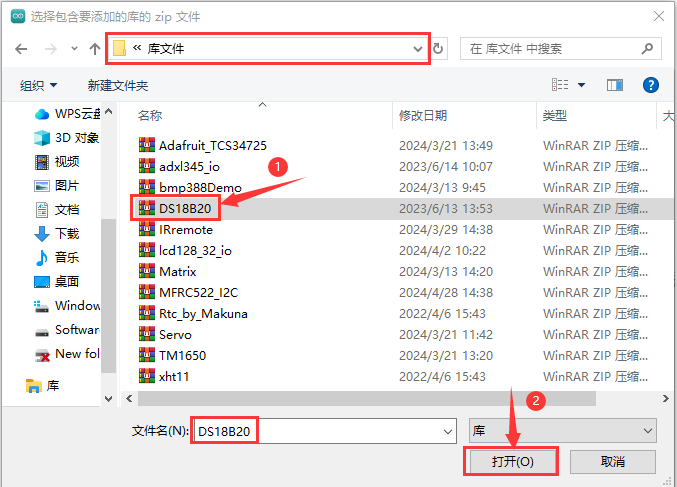 选择包含要添加的库的 zip 文件
« 库文件
在 库文件 中搜索
组织
新建文件夹
?
名称 修改日期 类型 大
WPS云盘
3D 对象
视频
图片
文档
下载
音乐
桌面
Window
Software
New fol
库
Adafruit_TCS34725 2024/3/21 13:49 WinRAR ZIP 压缩...
adxl345_io 2023/6/14 10:07 WinRAR ZIP 压缩...
bmp388Demo 2024/3/13 9:45 WinRAR ZIP 压缩...
DS18B20 2023/6/13 13:53 WinRAR ZIP 压缩...
IRremote 2024/3/29 14:38 WinRAR ZIP 压缩...
lcd128_32_io 2024/4/2 10:22 WinRAR ZIP 压缩...
Matrix 2024/3/13 14:20 WinRAR ZIP 压缩...
MFRC522_I2C 2024/4/28 14:38 WinRAR ZIP 压缩...
Rtc_by_Makuna 2022/4/6 15:43 WinRAR ZIP 压缩...
Servo 2024/3/21 11:42 WinRAR ZIP 压缩...
TM1650 2024/3/21 13:20 WinRAR ZIP 压缩...
xht11 2022/4/6 15:43 WinRAR ZIP 压缩...
1
2
文件名(N): DS18B20
库
打开(O)
取消